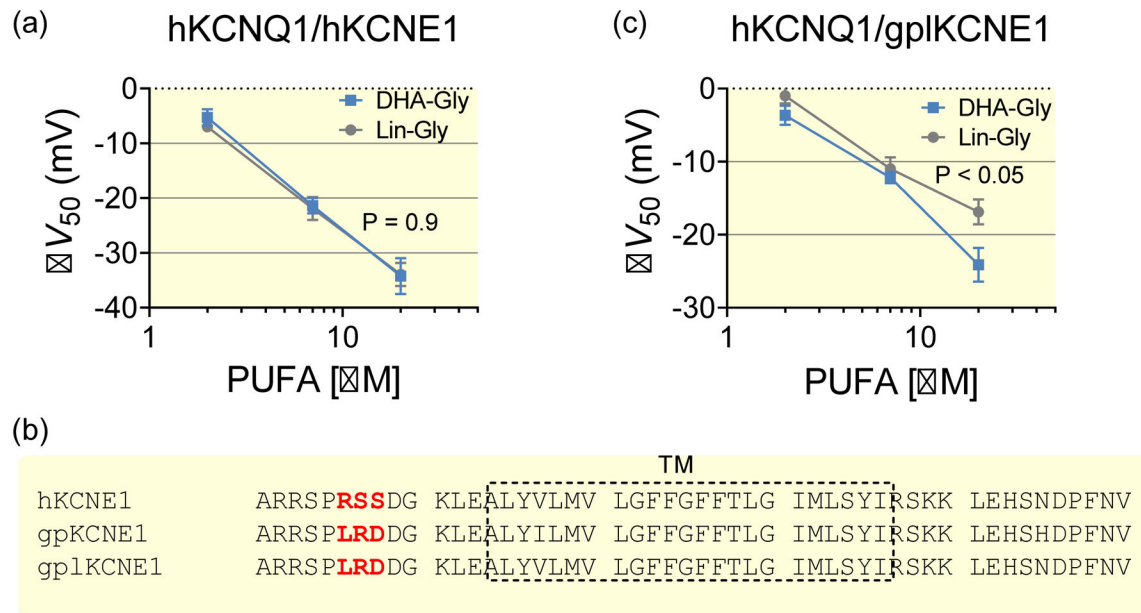 (a) hKCNQ1/hKCNE1
0
-10
-20
-30
-40
ΔV50 (mV)
DHA-Gly
Lin-Gly
P = 0.9
1 10
PUFA [▯M]
(c) hKCNQ1/gplKCNE1
0
-10
-20
-30
▯V50 (mV)
DHA-Gly
Lin-Gly
P < 0.05
1 10
PUFA [▯M]
(b)
TM
hKCNE1 ARRSPRSSDG KLEALYVLMV LGFFGFFTLG IMLSYIRSKK LEHSNDPFNV
gpKCNE1 ARRSPLRDDG KLEALYILMV LGFFGFFTLG IMLSYIRSKK LEHSHDPFNV
gplKCNE1 ARRSPLRDDG KLEALYVLMV LGFFGFFTLG IMLSYIRSKK LEHSNDPFNV